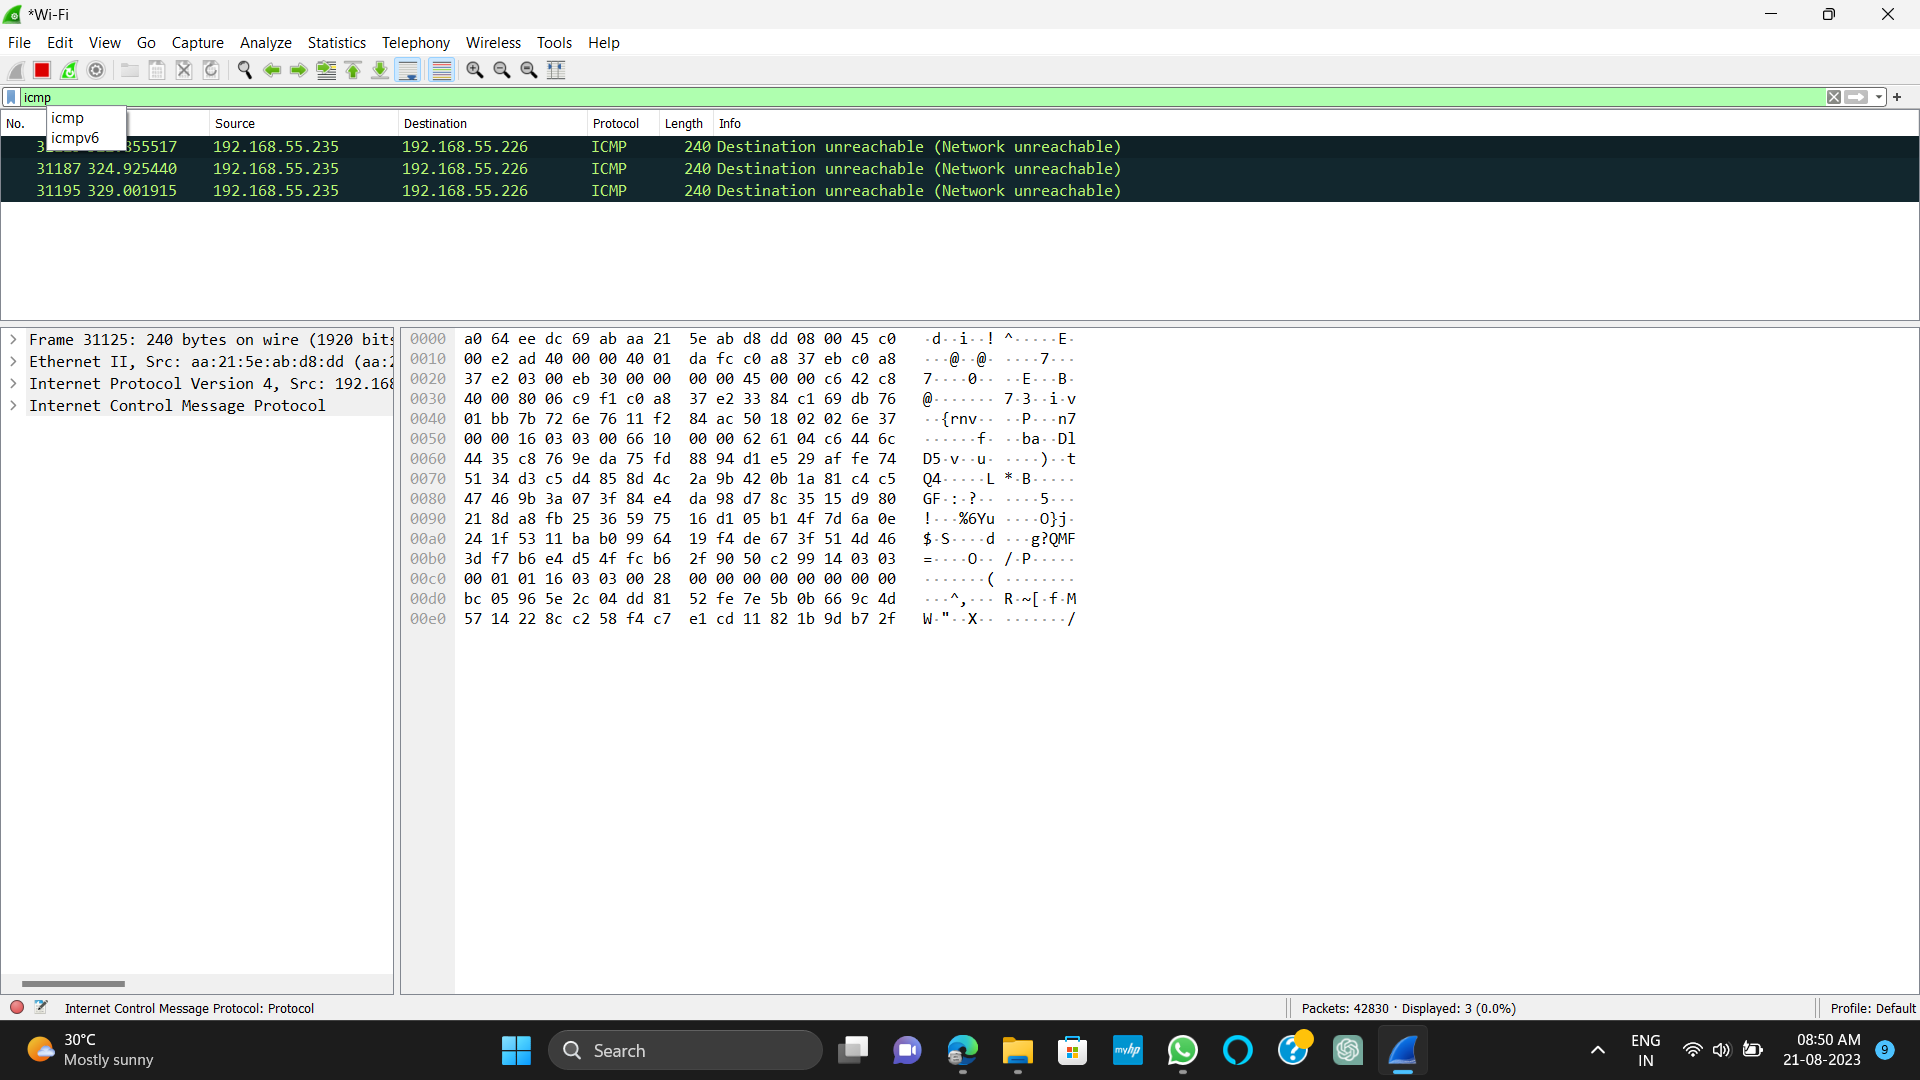 *Wi-Fi
File Edit View Go Capture Analyze Statistics Telephony Wireless Tools Help
icmp
icmp
icmpv6
No. Source Destination Protocol Length Info
355517 192.168.55.235 192.168.55.226 ICMP 240 Destination unreachable (Network unreachable)
31187 324.925440 192.168.55.235 192.168.55.226 ICMP 240 Destination unreachable (Network unreachable)
31195 329.001915 192.168.55.235 192.168.55.226 ICMP 240 Destination unreachable (Network unreachable)
Frame 31125: 240 bytes on wire (1920 bits
Ethernet II, Src: aa:21:5e:ab:d8:dd (aa:2
Internet Protocol Version 4, Src: 192.168
Internet Control Message Protocol
0000 a0 64 ee dc 69 ab aa 21 5e ab d8 dd 08 00 45 c0 ·d··i··! ^·····E·
0010 00 e2 ad 40 00 00 40 01 da fc c0 a8 37 eb c0 a8 ···@··@· ····7···
0020 37 e2 03 00 eb 30 00 00 00 00 45 00 00 c6 42 c8 7····0·· ··E···B·
0030 40 00 80 06 c9 f1 c0 a8 37 e2 33 84 c1 69 db 76 @······· 7·3··i·v
0040 01 bb 7b 72 6e 76 11 f2 84 ac 50 18 02 02 6e 37 ··{rnv·· ··P···n7
0050 00 00 16 03 03 00 66 10 00 00 62 61 04 c6 44 6c ······f· ··ba··Dl
0060 44 35 c8 76 9e da 75 fd 88 94 d1 e5 29 af fe 74 D5·v··u· ····)··t
0070 51 34 d3 c5 d4 85 8d 4c 2a 9b 42 0b 1a 81 c4 c5 Q4·····L *·B·····
0080 47 46 9b 3a 07 3f 84 e4 da 98 d7 8c 35 15 d9 80 GF·:·?·· ····5···
0090 21 8d a8 fb 25 36 59 75 16 d1 05 b1 4f 7d 6a 0e !···%6Yu ····O}j·
00a0 24 1f 53 11 ba b0 99 64 19 f4 de 67 3f 51 4d 46 $·S····d ···g?QMF
00b0 3d f7 b6 e4 d5 4f fc b6 2f 90 50 c2 99 14 03 03 =····O·· /·P·····
00c0 00 01 01 16 03 03 00 28 00 00 00 00 00 00 00 00 ·······( ········
00d0 bc 05 96 5e 2c 04 dd 81 52 fe 7e 5b 0b 66 9c 4d ···^,··· R·~[·f·M
00e0 57 14 22 8c c2 58 f4 c7 e1 cd 11 82 1b 9d b7 2f W·"··X·· ·······/
Internet Control Message Protocol: Protocol
Packets: 42830 · Displayed: 3 (0.0%)
Profile: Default
30°C
Mostly sunny
Search
myhp
ENG
IN
08:50 AM
21-08-2023
9